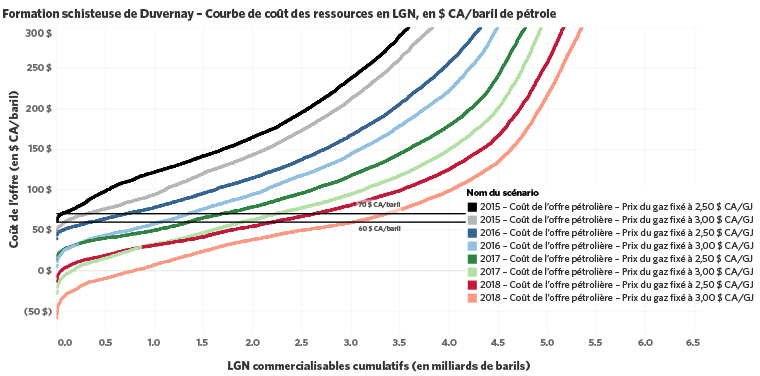 Formation schisteuse de Duvernay – Courbe de coût des ressources en LGN, en $ CA/baril de pétrole
Coût de l'offre (en $ CA/baril)
300 $
250 $
200 $
150 $
100 $
50 $
0 $
(50 $)
70 $ CA/baril
60 $ CA/baril
Nom du scénario
2015 – Coût de l'offre pétrolière – Prix du gaz fixé à 2,50 $ CA/GJ
2015 – Coût de l'offre pétrolière – Prix du gaz fixé à 3,00 $ CA/GJ
2016 – Coût de l'offre pétrolière – Prix du gaz fixé à 2,50 $ CA/GJ
2016 – Coût de l'offre pétrolière – Prix du gaz fixé à 3,00 $ CA/GJ
2017 – Coût de l'offre pétrolière – Prix du gaz fixé à 2,50 $ CA/GJ
2017 – Coût de l'offre pétrolière – Prix du gaz fixé à 3,00 $ CA/GJ
2018 – Coût de l'offre pétrolière – Prix du gaz fixé à 2,50 $ CA/GJ
2018 – Coût de l'offre pétrolière – Prix du gaz fixé à 3,00 $ CA/GJ
0.0 0.5 1.0 1.5 2.0 2.5 3.0 3.5 4.0 4.5 5.0 5.5 6.0 6.5
LGN commercialisables cumulatifs (en milliards de barils)